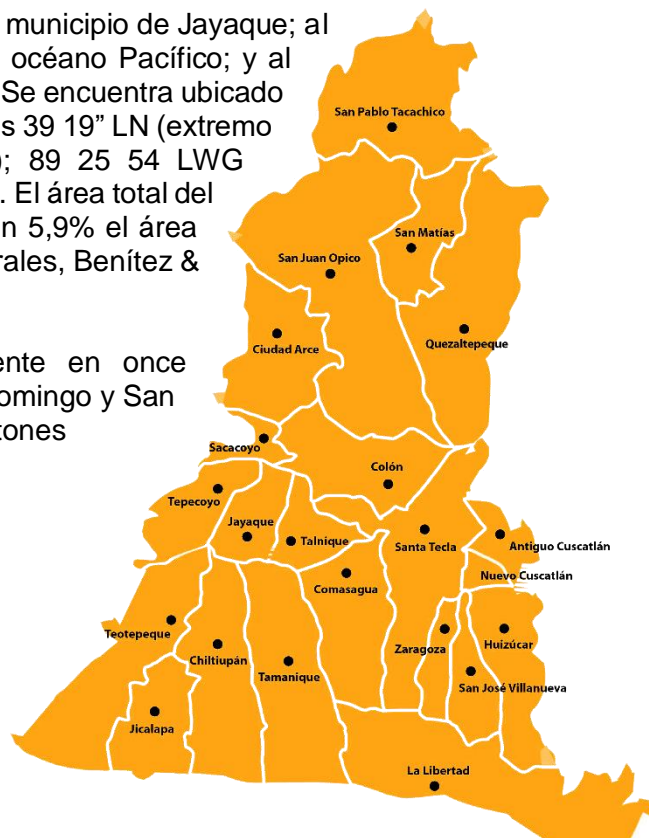 municipio de Jayaque; al
océano Pacífico; y al
Se encuentra ubicado
s 39 19" LN (extremo
); 89 25 54 LWG
. El área total del
n 5,9% el área
rales, Benítez &
ente en once
omingo y San
tones
San Pablo Tacachico
San Matías
San Juan Opico
Ciudad Arce
Quezaltepeque
Sacacoyo
Colón
Tepecoyo
Jayaque
Talnique
Santa Tecla
Antiguo Cuscatlán
Comasagua
Nuevo Cuscatlán
Teotepeque
Chiltiupán
Tamanique
Zaragoza
Huizúcar
San José Villanueva
Jicalapa
La Libertad